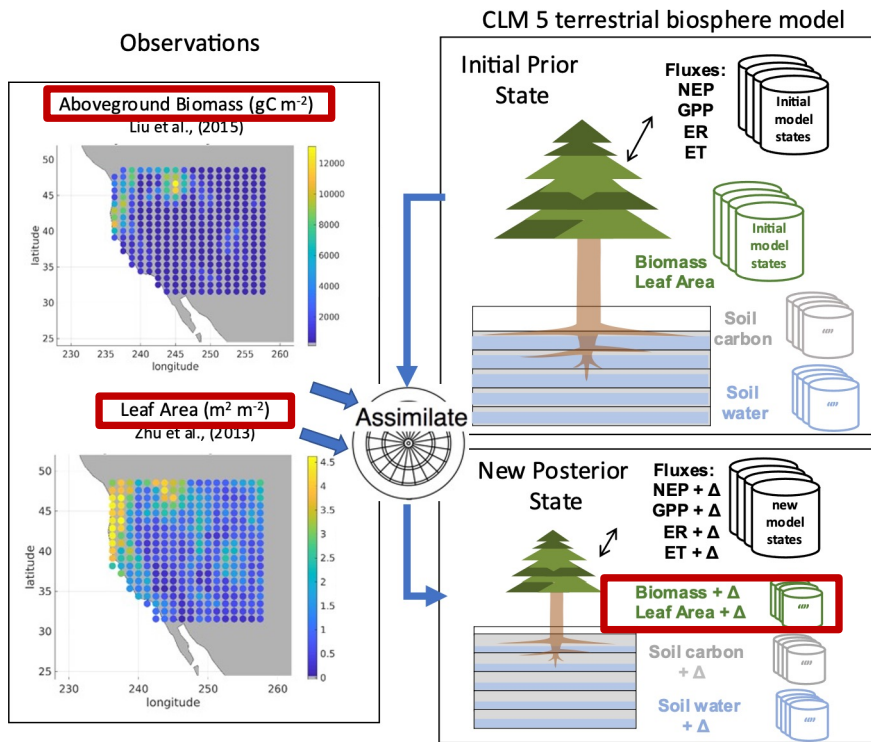 CLM 5 terrestrial biosphere model
Observations
Aboveground Biomass (gC m⁻²)
Liu et al., (2015)
50
45
40
35
30
25
latitude
230
235
240
245
250
255
260
longitude
12000
10000
8000
6000
4000
2000
Leaf Area (m² m⁻²)
Zhu et al., (2013)
50
45
40
35
30
25
latitude
230
240
250
260
longitude
4.5
4
3.5
3
2.5
2
1.5
1
0.5
0
Assimilate
Initial Prior
State
Fluxes:
NEP
GPP
ER
ET
Initial
model
states
Biomass
Leaf Area
Initial
model
states
Soil
carbon
""
Soil
water
""
New Posterior
State
Fluxes:
NEP + Δ
GPP + Δ
ER + Δ
ET + Δ
new
model
states
Biomass + Δ
Leaf Area + Δ
""
Soil carbon
+ Δ
""
Soil water
+ Δ
""